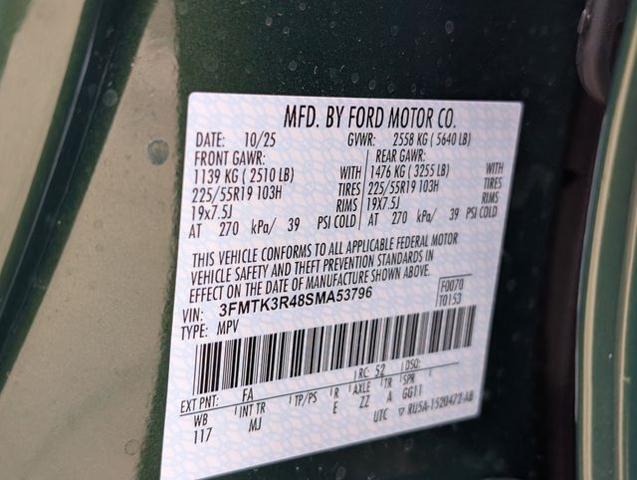 MFD. BY FORD MOTOR CO.
DATE: 10/25 GVWR: 2558 KG ( 5640 LB)
FRONT GAWR: REAR GAWR:
1139 KG ( 2510 LB) WITH 1476 KG ( 3255 LB) WITH
225/55R19 103H TIRES 225/55R19 103H TIRES
19x7.5J RIMS 19x7.5J RIMS
AT 270 kPa/ 39 PSI COLD AT 270 kPa/ 39 PSI COLD
THIS VEHICLE CONFORMS TO ALL APPLICABLE FEDERAL MOTOR
VEHICLE SAFETY AND THEFT PREVENTION STANDARDS IN
EFFECT ON THE DATE OF MANUFACTURE SHOWN ABOVE.
VIN: 3FMTK3R48SMA53796 F0070
TYPE: MPV T0153
RC: 52 DSO:
EXT PNT: FA
WB INT TR TP/PS R AXLE TR SPR
117 MJ E ZZ A GG11
UTC ▽ RU5A-1520472-AB